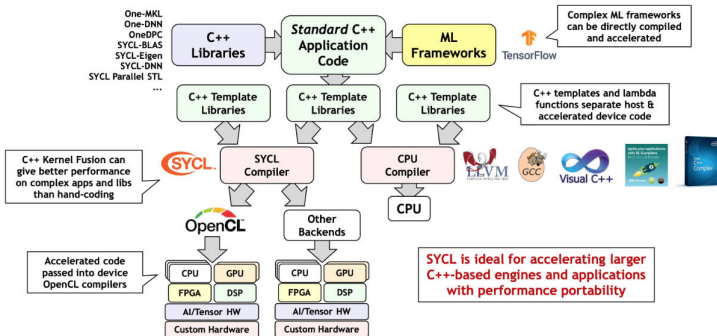 One-MKL
One-DNN
OneDPC
SYCL-BLAS
SYCL-Eigen
SYCL-DNN
SYCL Parallel STL
...
C++
Libraries
Standard C++
Application
Code
ML
Frameworks
TensorFlow
Complex ML frameworks
can be directly compiled
and accelerated
C++ Template
Libraries
C++ Template
Libraries
C++ Template
Libraries
C++ templates and lambda
functions separate host &
accelerated device code
C++ Kernel Fusion can
give better performance
on complex apps and libs
than hand-coding
SYCL
SYCL
Compiler
CPU
Compiler
LLVM
GCC
Visual C++
C++
Compiler
CPU
OpenCL
Other
Backends
Accelerated code
passed into device
OpenCL compilers
CPU
GPU
FPGA
DSP
AI/Tensor HW
Custom Hardware
CPU
GPU
FPGA
DSP
AI/Tensor HW
Custom Hardware
SYCL is ideal for accelerating larger
C++-based engines and applications
with performance portability